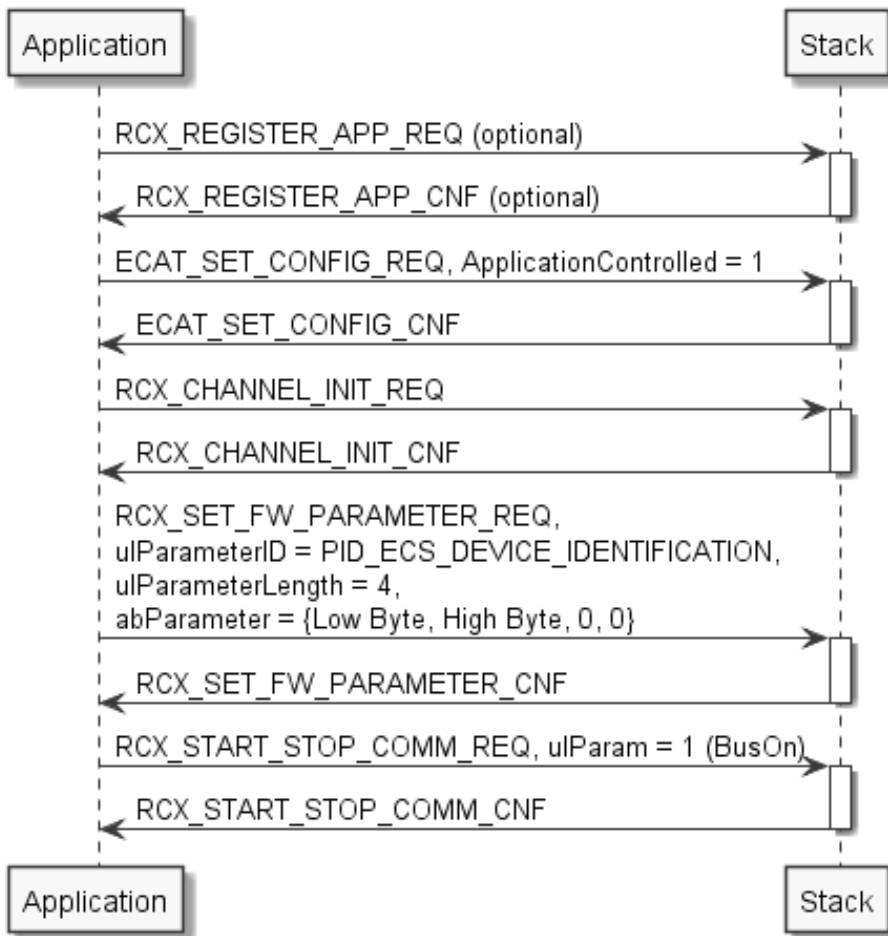 Application Stack
RCX_REGISTER_APP_REQ (optional)
RCX_REGISTER_APP_CNF (optional)
ECAT_SET_CONFIG_REQ, ApplicationControlled = 1
ECAT_SET_CONFIG_CNF
RCX_CHANNEL_INIT_REQ
RCX_CHANNEL_INIT_CNF
RCX_SET_FW_PARAMETER_REQ,
ulParameterID = PID_ECS_DEVICE_IDENTIFICATION,
ulParameterLength = 4,
abParameter = {Low Byte, High Byte, 0, 0}
RCX_SET_FW_PARAMETER_CNF
RCX_START_STOP_COMM_REQ, ulParam = 1 (BusOn)
RCX_START_STOP_COMM_CNF
Application Stack